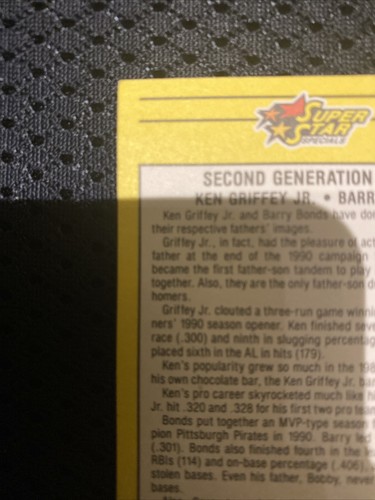 SUPER
STAR
SPECIALS
SECOND GENERATION
KEN GRIFFEY JR. • BARR
Ken Griffey Jr. and Barry Bonds have do
their respective fathers' images.
Griffey Jr., in fact, had the pleasure of act
father at the end of the 1990 campaign
became the first father-son tandem to play
together. Also, they are the only father-son d
homers.
Griffey Jr. clouted a three-run game winni
ners' 1990 season opener. Ken finished seve
race (.300) and ninth in slugging percentag
placed sixth in the AL in hits (179).
Ken's popularity grew so much in the 198
his own chocolate bar, the Ken Griffey Jr. ba
Ken's pro career skyrocketed much like h
Jr. hit .320 and .328 for his first two pro tea
Bonds put together an MVP-type season f
pion Pittsburgh Pirates in 1990. Barry led
(.301). Bonds also finished fourth in the lea
RBIs (114) and on-base percentage (.406),
stolen bases. Even his father, Bobby, neve
bases.